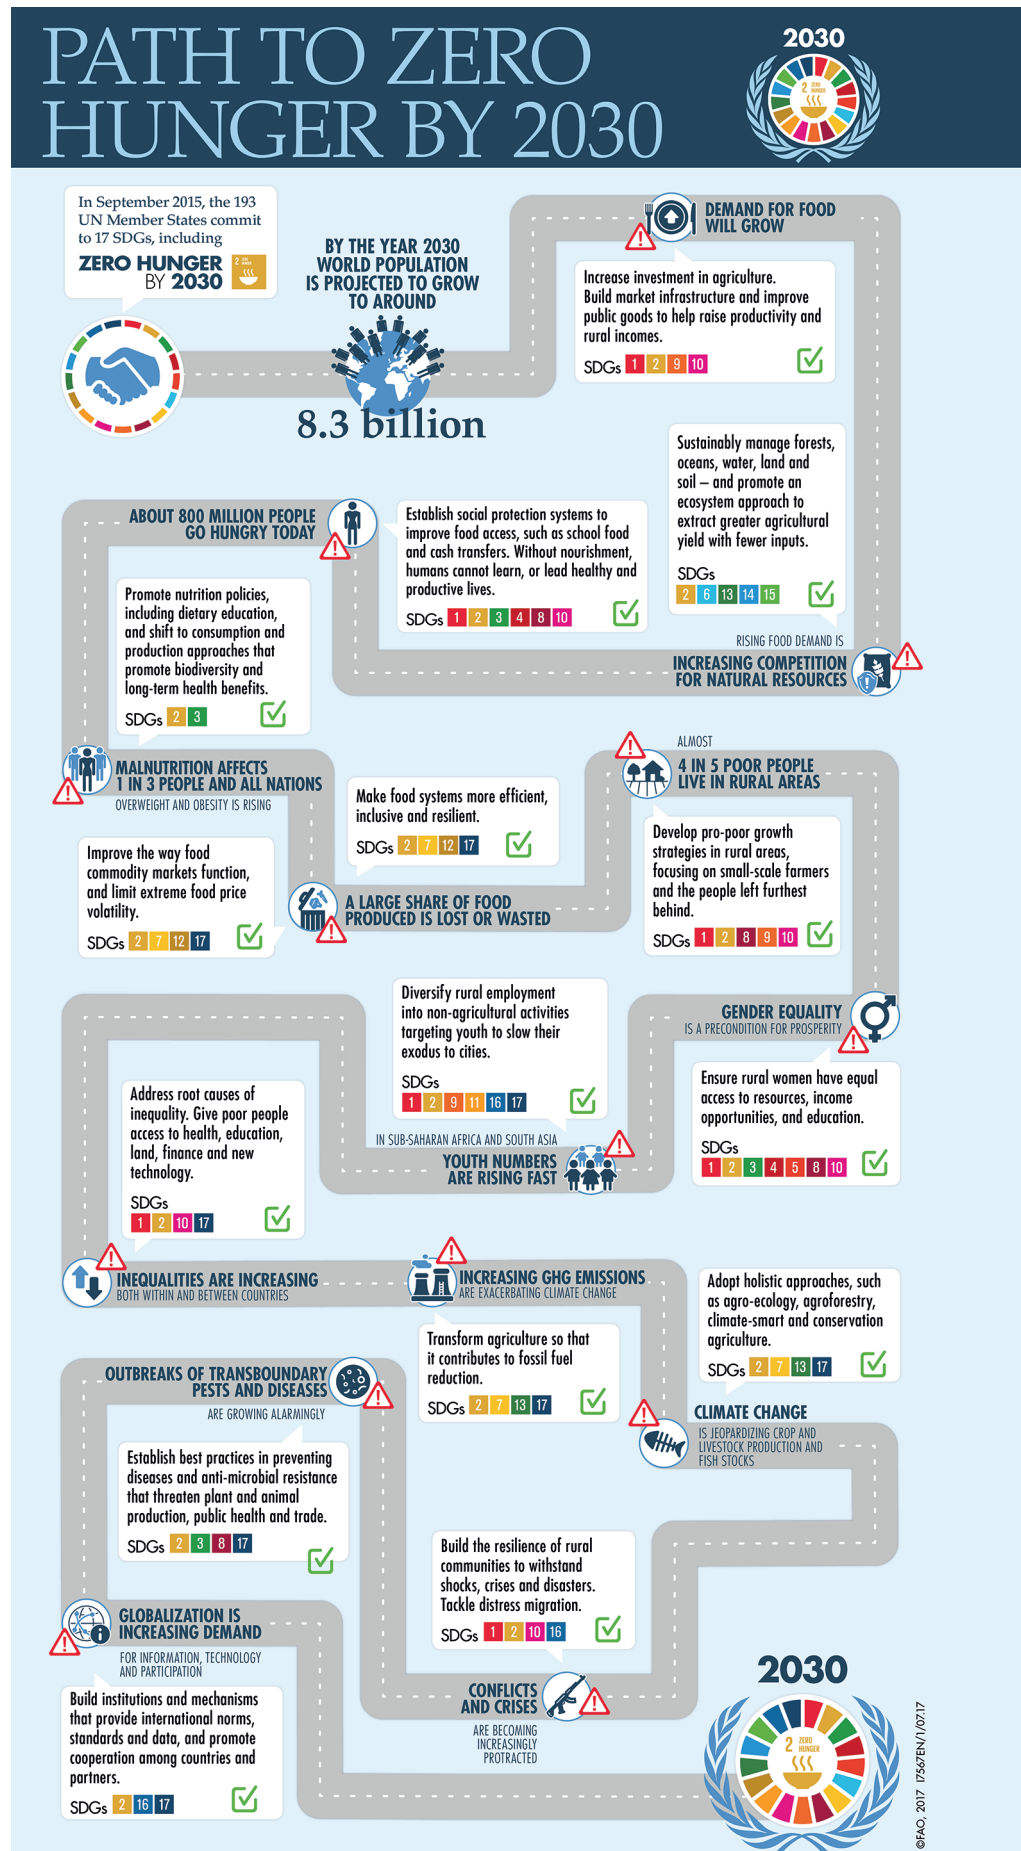 PATH TO ZERO
HUNGER BY 2030
2030
2 ZERO
HUNGER
In September 2015, the 193
UN Member States commit
to 17 SDGs, including
ZERO HUNGER
BY 2030
2 ZERO
HUNGER
BY THE YEAR 2030
WORLD POPULATION
IS PROJECTED TO GROW
TO AROUND
8.3 billion
DEMAND FOR FOOD
WILL GROW
Increase investment in agriculture.
Build market infrastructure and improve
public goods to help raise productivity and
rural incomes.
SDGs 1 2 9 10
Sustainably manage forests,
oceans, water, land and
soil – and promote an
ecosystem approach to
extract greater agricultural
yield with fewer inputs.
SDGs
2 6 13 14 15
RISING FOOD DEMAND IS
INCREASING COMPETITION
FOR NATURAL RESOURCES
ABOUT 800 MILLION PEOPLE
GO HUNGRY TODAY
Establish social protection systems to
improve food access, such as school food
and cash transfers. Without nourishment,
humans cannot learn, or lead healthy and
productive lives.
SDGs 1 2 3 4 8 10
Promote nutrition policies,
including dietary education,
and shift to consumption and
production approaches that
promote biodiversity and
long-term health benefits.
SDGs 2 3
MALNUTRITION AFFECTS
1 IN 3 PEOPLE AND ALL NATIONS
OVERWEIGHT AND OBESITY IS RISING
Improve the way food
commodity markets function,
and limit extreme food price
volatility.
SDGs 2 7 12 17
Make food systems more efficient,
inclusive and resilient.
SDGs 2 7 12 17
A LARGE SHARE OF FOOD
PRODUCED IS LOST OR WASTED
ALMOST
4 IN 5 POOR PEOPLE
LIVE IN RURAL AREAS
Develop pro-poor growth
strategies in rural areas,
focusing on small-scale farmers
and the people left furthest
behind.
SDGs 1 2 8 9 10
GENDER EQUALITY
IS A PRECONDITION FOR PROSPERITY
Ensure rural women have equal
access to resources, income
opportunities, and education.
SDGs
1 2 3 4 5 8 10
Diversify rural employment
into non-agricultural activities
targeting youth to slow their
exodus to cities.
SDGs
1 2 9 11 16 17
IN SUB-SAHARAN AFRICA AND SOUTH ASIA
YOUTH NUMBERS
ARE RISING FAST
Address root causes of
inequality. Give poor people
access to health, education,
land, finance and new
technology.
SDGs
1 2 10 17
INEQUALITIES ARE INCREASING
BOTH WITHIN AND BETWEEN COUNTRIES
INCREASING GHG EMISSIONS
ARE EXACERBATING CLIMATE CHANGE
Transform agriculture so that
it contributes to fossil fuel
reduction.
SDGs 2 7 13 17
Adopt holistic approaches, such
as agro-ecology, agroforestry,
climate-smart and conservation
agriculture.
SDGs 2 7 13 17
CLIMATE CHANGE
IS JEOPARDIZING CROP AND
LIVESTOCK PRODUCTION AND
FISH STOCKS
OUTBREAKS OF TRANSBOUNDARY
PESTS AND DISEASES
ARE GROWING ALARMINGLY
Establish best practices in preventing
diseases and anti-microbial resistance
that threaten plant and animal
production, public health and trade.
SDGs 2 3 8 17
Build the resilience of rural
communities to withstand
shocks, crises and disasters.
Tackle distress migration.
SDGs 1 2 10 16
CONFLICTS
AND CRISES
ARE BECOMING
INCREASINGLY
PROTRACTED
GLOBALIZATION IS
INCREASING DEMAND
FOR INFORMATION, TECHNOLOGY
AND PARTICIPATION
Build institutions and mechanisms
that provide international norms,
standards and data, and promote
cooperation among countries and
partners.
SDGs 2 16 17
2030
2 ZERO
HUNGER
©FAO, 2017 I7567EN/1/07.17